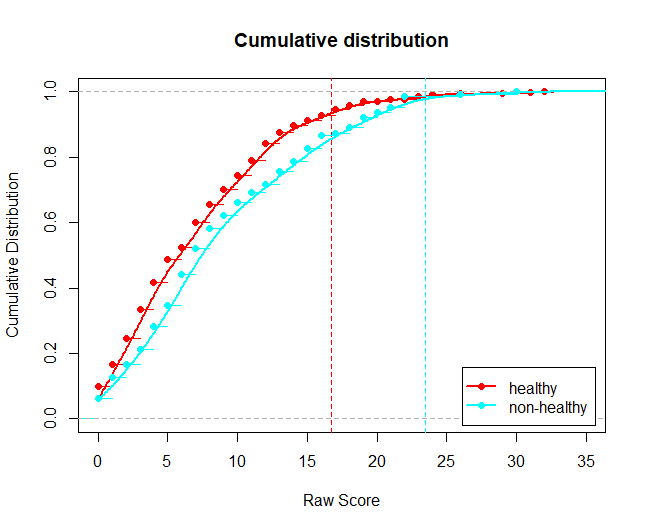 Cumulative distribution
Cumulative Distribution
1.0
0.8
0.6
0.4
0.2
0.0
healthy
non-healthy
0 5 10 15 20 25 30 35
Raw Score